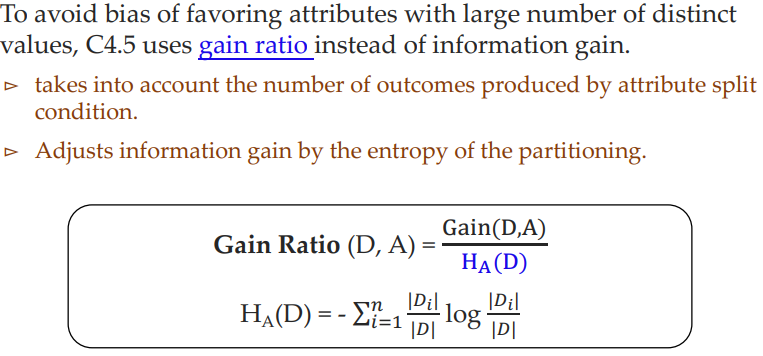 To avoid bias of favoring attributes with large number of distinct
values, C4.5 uses gain ratio instead of information gain.
▻ takes into account the number of outcomes produced by attribute split
condition.
▻ Adjusts information gain by the entropy of the partitioning.
Gain Ratio (D, A) = Gain(D,A) / H_A(D)
H_A(D) = - ∑_{i=1}^{n} |D_i|/|D| log |D_i|/|D|